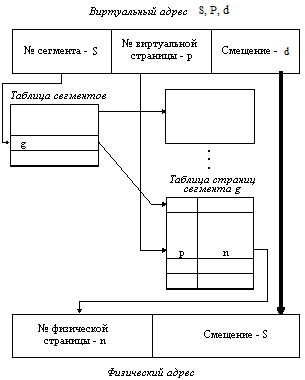 Виртуальный адрес S, P, d
№ сегмента - S
№ виртуальной
страницы - p
Смещение - d
Таблица сегментов
g
Таблица страниц
сегмента g
p n
№ физической
страницы - n
Смещение - S
Физический адрес